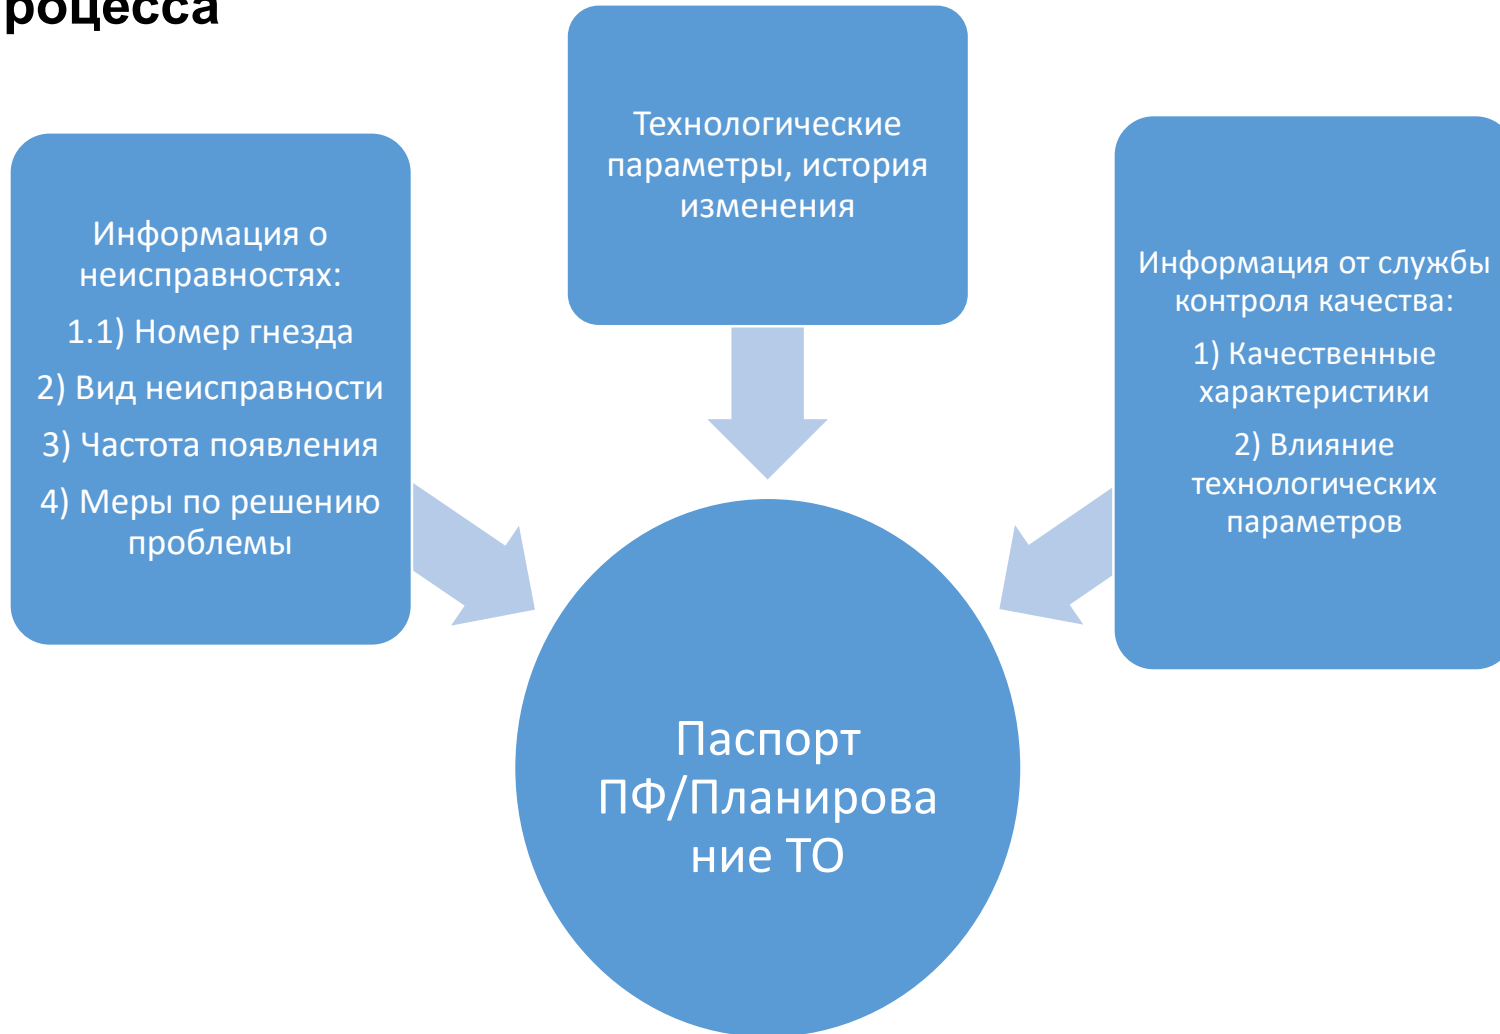 роцесса
Технологические
параметры, история
изменения
Информация о
неисправностях:
1.1) Номер гнезда
2) Вид неисправности
3) Частота появления
4) Меры по решению
проблемы
Информация от службы
контроля качества:
1) Качественные
характеристики
2) Влияние
технологических
параметров
Паспорт
ПФ/Планирова
ние ТО